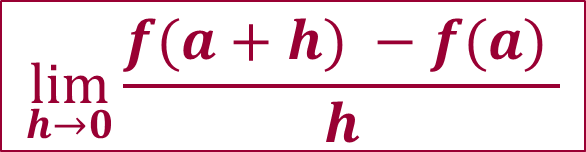 lim h→0 f(a + h) − f(a) / h